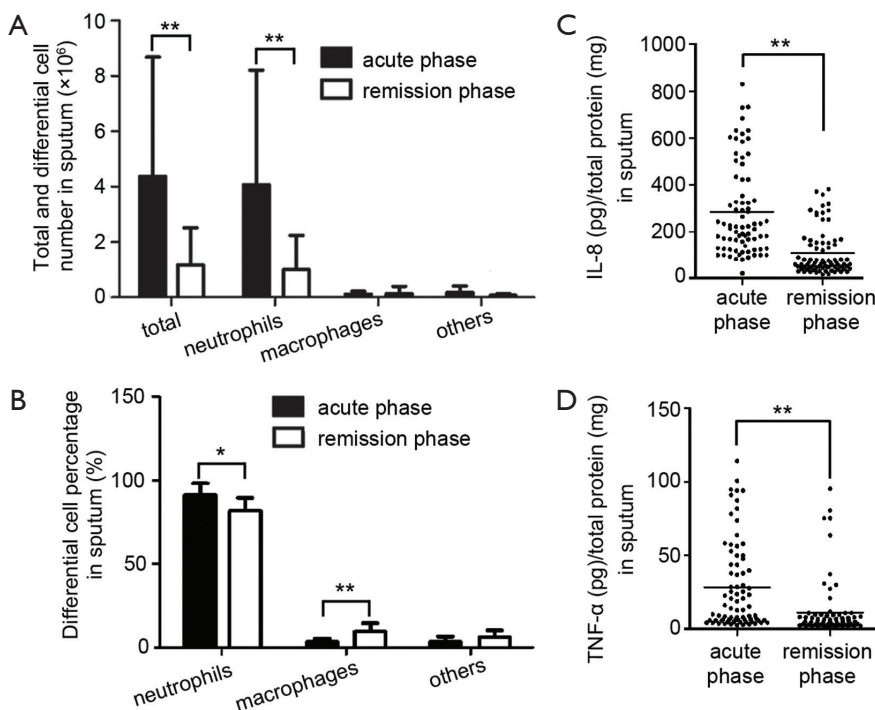 A
Total and differential cell
number in sputum (×10⁶)
10
8
6
4
2
0
**
**
acute phase
remission phase
total
neutrophils
macrophages
others
B
Differential cell percentage
in sputum (%)
150
100
50
0
*
**
acute phase
remission phase
neutrophils
macrophages
others
C
IL-8 (pg)/total protein (mg)
in sputum
1000
800
600
400
200
0
**
acute
phase
remission
phase
D
TNF-α (pg)/total protein (mg)
in sputum
150
100
50
0
**
acute
phase
remission
phase